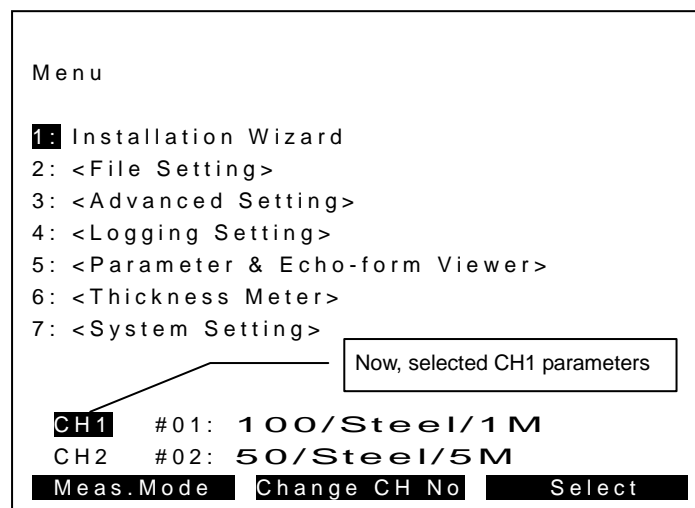 Menu
1: Installation Wizard
2: <File Setting>
3: <Advanced Setting>
4: <Logging Setting>
5: <Parameter & Echo-form Viewer>
6: <Thickness Meter>
7: <System Setting>
Now, selected CH1 parameters
CH1 #01: 100/Steel/1M
CH2 #02: 50/Steel/5M
Meas.Mode Change CH No Select